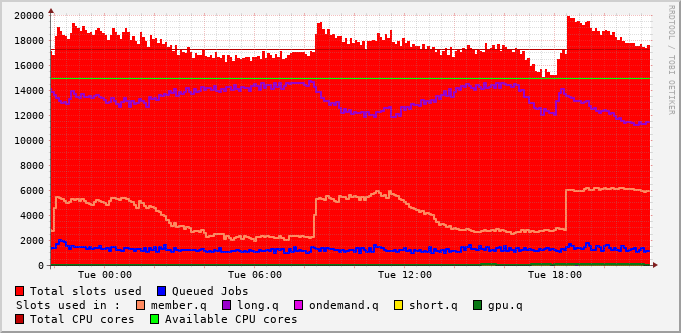 20000
18000
16000
14000
12000
10000
8000
6000
4000
2000
0
Tue 00:00 Tue 06:00 Tue 12:00 Tue 18:00
Total slots used Queued Jobs
Slots used in : member.q long.q ondemand.q short.q gpu.q
Total CPU cores Available CPU cores
RRDTOOL / TOBI OETIKER